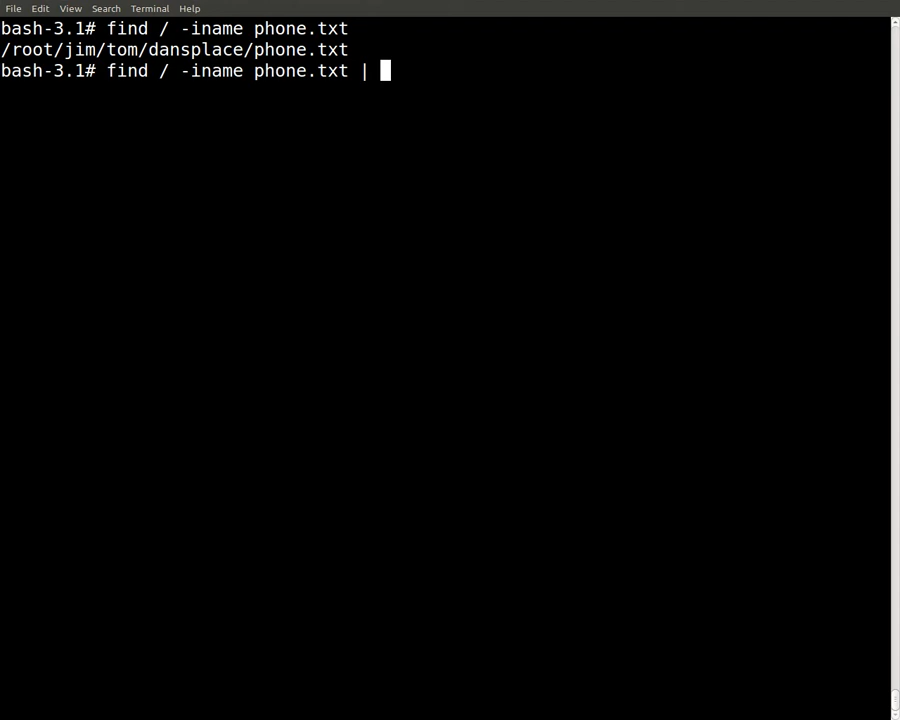 File Edit View Search Terminal Help
bash-3.1# find / -iname phone.txt
/root/jim/tom/dansplace/phone.txt
bash-3.1# find / -iname phone.txt |